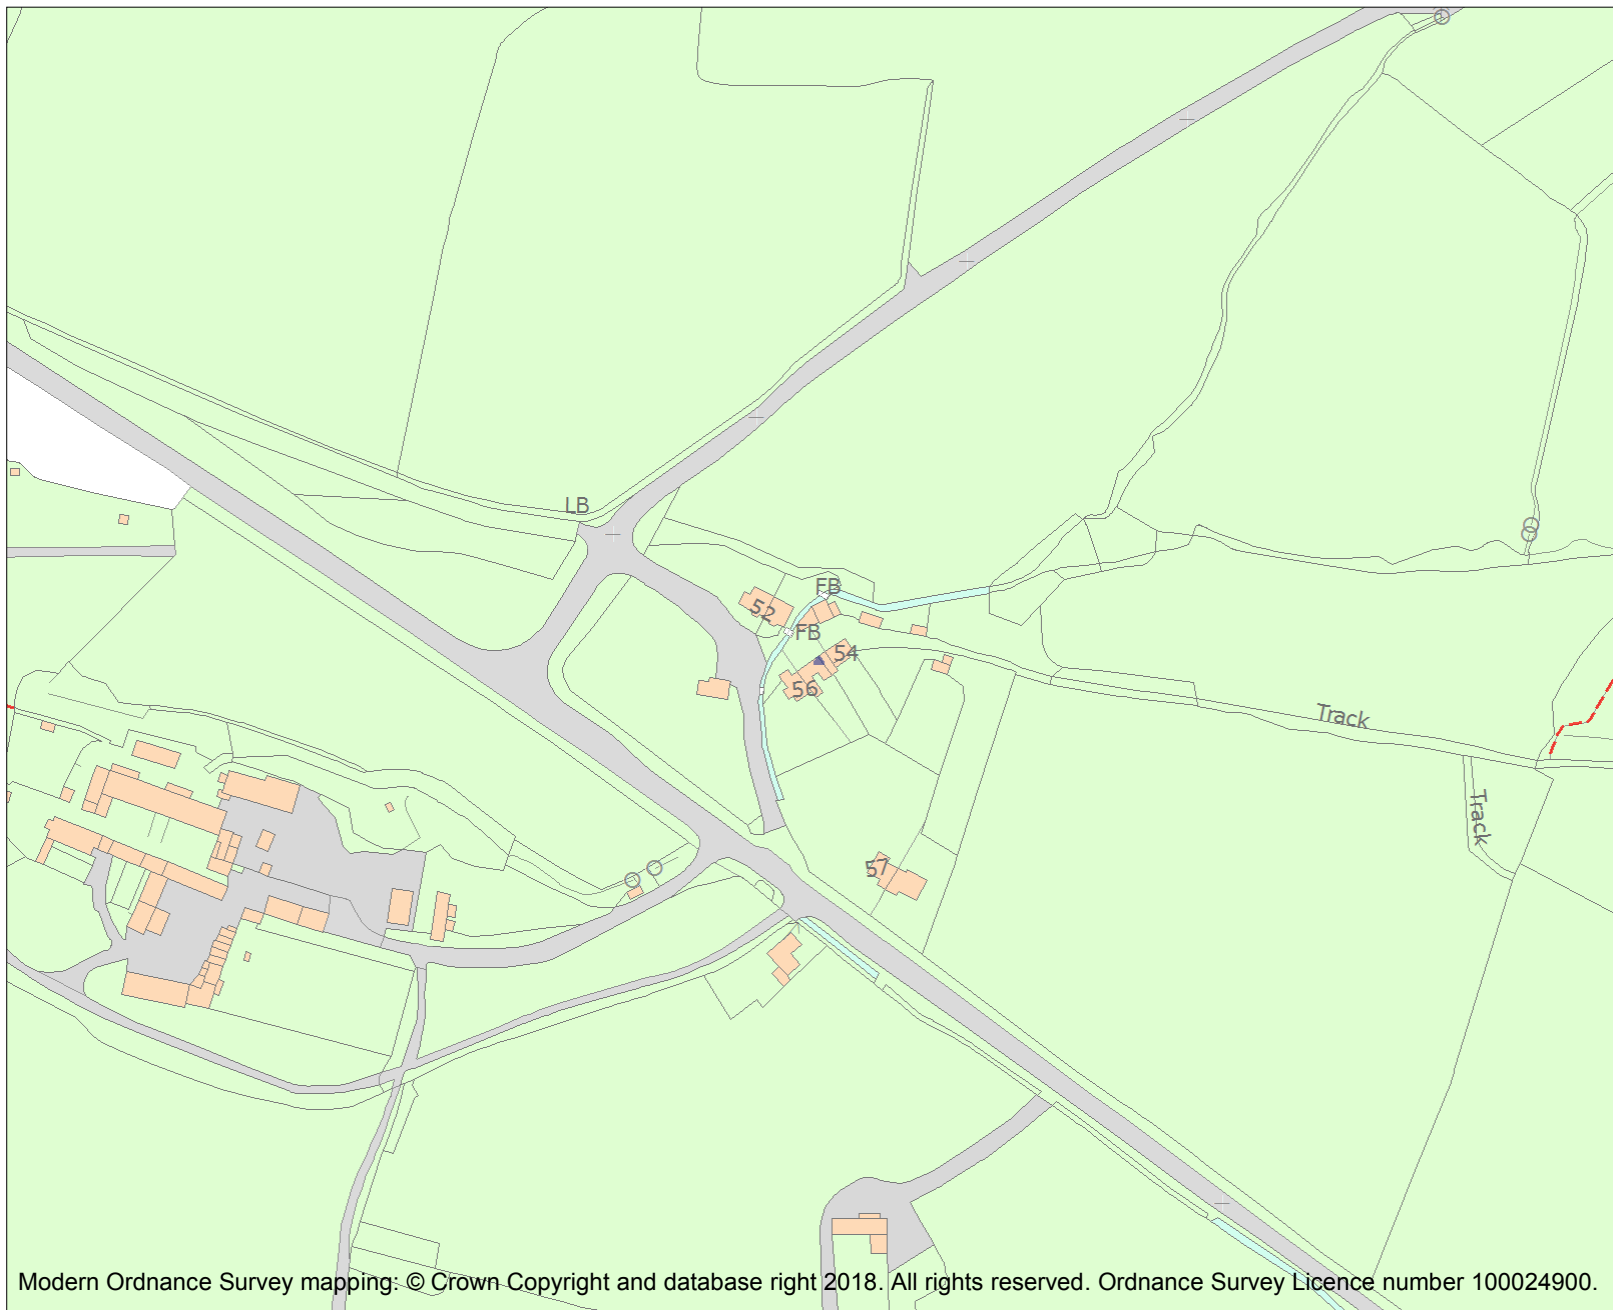 LB
FB
52
FB
54
56
Track
Track
57
Modern Ordnance Survey mapping: © Crown Copyright and database right 2018. All rights reserved. Ordnance Survey Licence number 100024900.